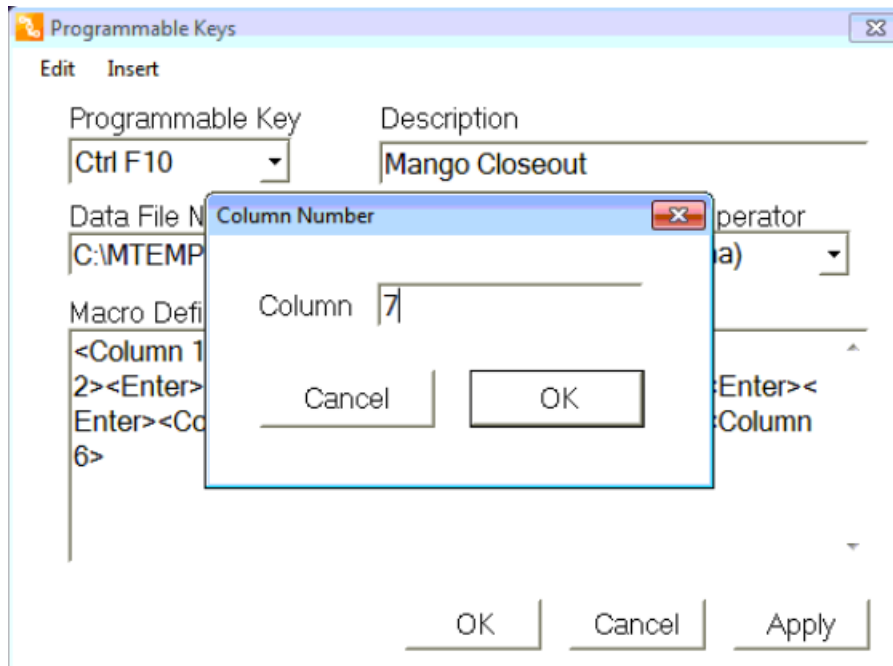 Programmable Keys
Edit Insert
Programmable Key Description
Ctrl F10 Mango Closeout
Data File N Column Number perator
C:\MTEMP a)
Column 7
Macro Defi
<Column 1
2><Enter> Enter><
Cancel OK
Enter><Co Column
6>
OK Cancel Apply